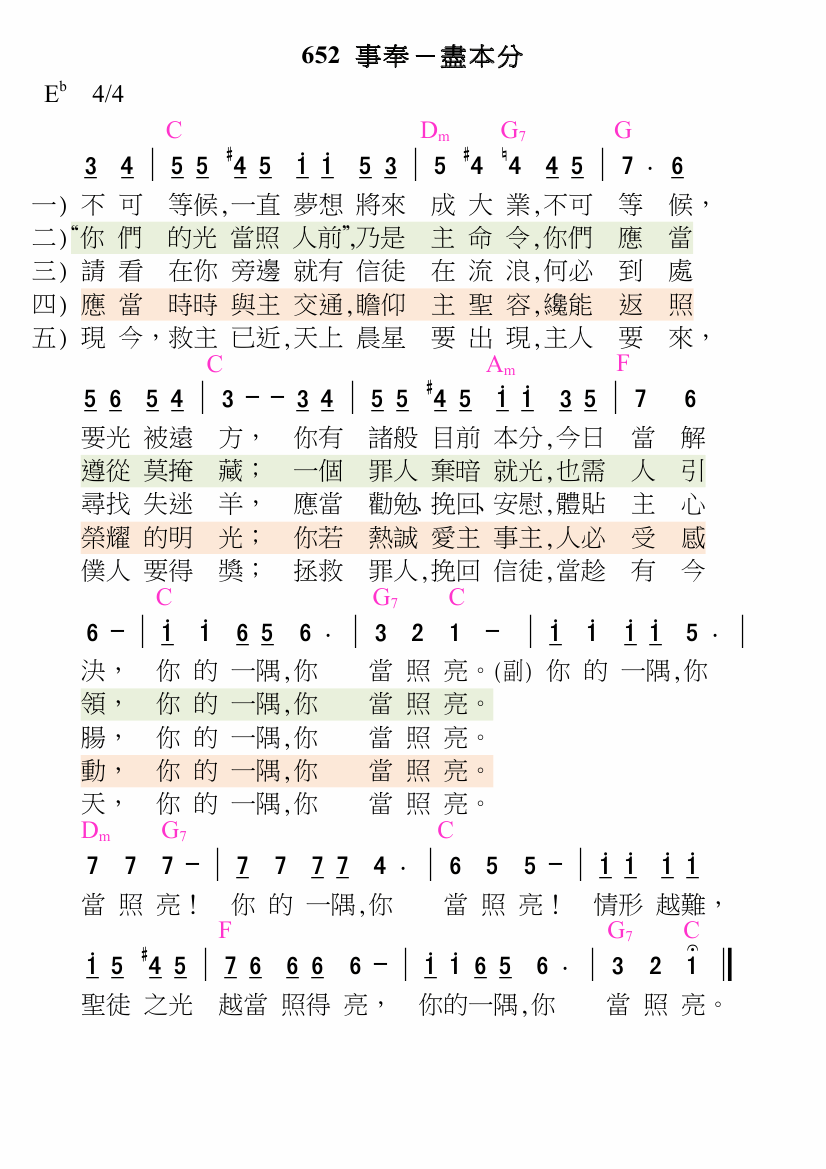 652 事奉－盡本分
E♭ 4/4
C Dm G7 G
3 4 | 5 5 #4 5 i i 5 3 | 5 #4 ♮4 4 5 | 7 . 6
一) 不 可 等候,一直 夢想 將來 成 大 業,不可 等 候，
二)“你 們 的光 當照 人前”,乃是 主 命 令,你們 應 當
三) 請 看 在你 旁邊 就有 信徒 在 流 浪,何必 到 處
四) 應 當 時時 與主 交通,瞻仰 主 聖 容,纔能 返 照
五) 現 今，救主 已近,天上 晨星 要 出 現,主人 要 來，
C Am F
5 6 5 4 | 3 - - 3 4 | 5 5 #4 5 i i 3 5 | 7 6
要光 被遠 方， 你有 諸般 目前 本分,今日 當 解
遵從 莫掩 藏； 一個 罪人 棄暗 就光,也需 人 引
尋找 失迷 羊， 應當 勸勉、挽回、安慰,體貼 主 心
榮耀 的明 光； 你若 熱誠 愛主 事主,人必 受 感
僕人 要得 獎； 拯救 罪人,挽回 信徒,當趁 有 今
C G7 C
6 - | i i 6 5 6 . | 3 2 1 - | i i i i 5 . |
決， 你 的 一隅,你 當 照 亮。(副) 你 的 一隅,你
領， 你 的 一隅,你 當 照 亮。
腸， 你 的 一隅,你 當 照 亮。
動， 你 的 一隅,你 當 照 亮。
天， 你 的 一隅,你 當 照 亮。
Dm G7 C
7 7 7 - | 7 7 7 7 4 . | 6 5 5 - | i i i i
當 照 亮！ 你 的 一隅,你 當 照 亮！ 情形 越難，
F G7 C
i 5 #4 5 | 7 6 6 6 6 - | i i 6 5 6 . | 3 2 i ||
聖徒 之光 越當 照得 亮， 你的一隅,你 當 照 亮。